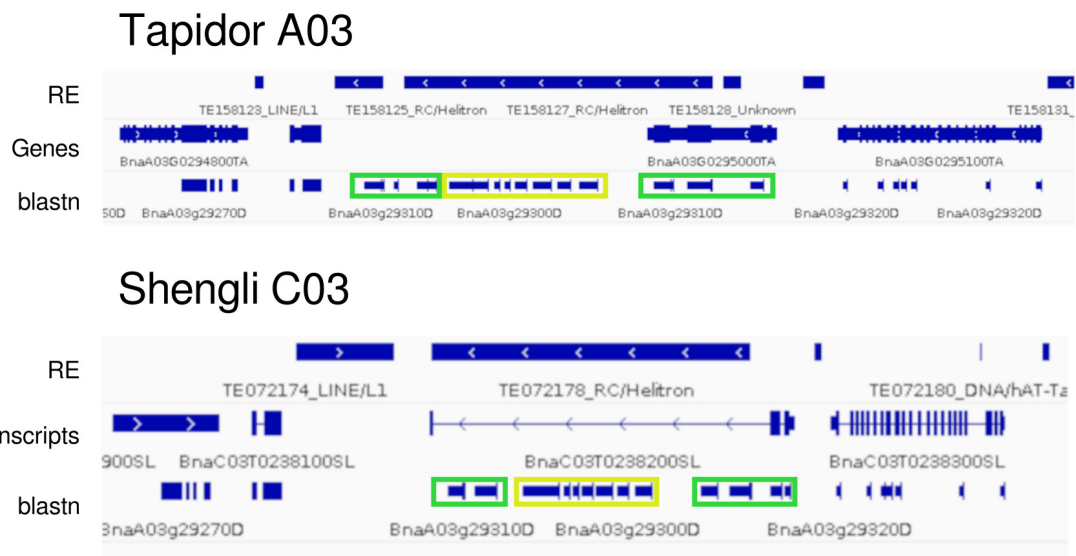 Tapidor A03
RE
TE158123_LINE/L1 TE158125_RC/Helitron TE158127_RC/Helitron TE158128_Unknown TE158131_
Genes
BnaA03G0294800TA BnaA03G0295000TA BnaA03G0295100TA
blastn
50D BnaA03g29270D BnaA03g29310D BnaA03g29300D BnaA03g29310D BnaA03g29320D BnaA03g29320D
Shengli C03
RE
TE072174_LINE/L1 TE072178_RC/Helitron TE072180_DNA/hAT-Ta
nscripts
900SL BnaC03T0238100SL BnaC03T0238200SL BnaC03T0238300SL
blastn
BnaA03g29270D BnaA03g29310D BnaA03g29300D BnaA03g29320D